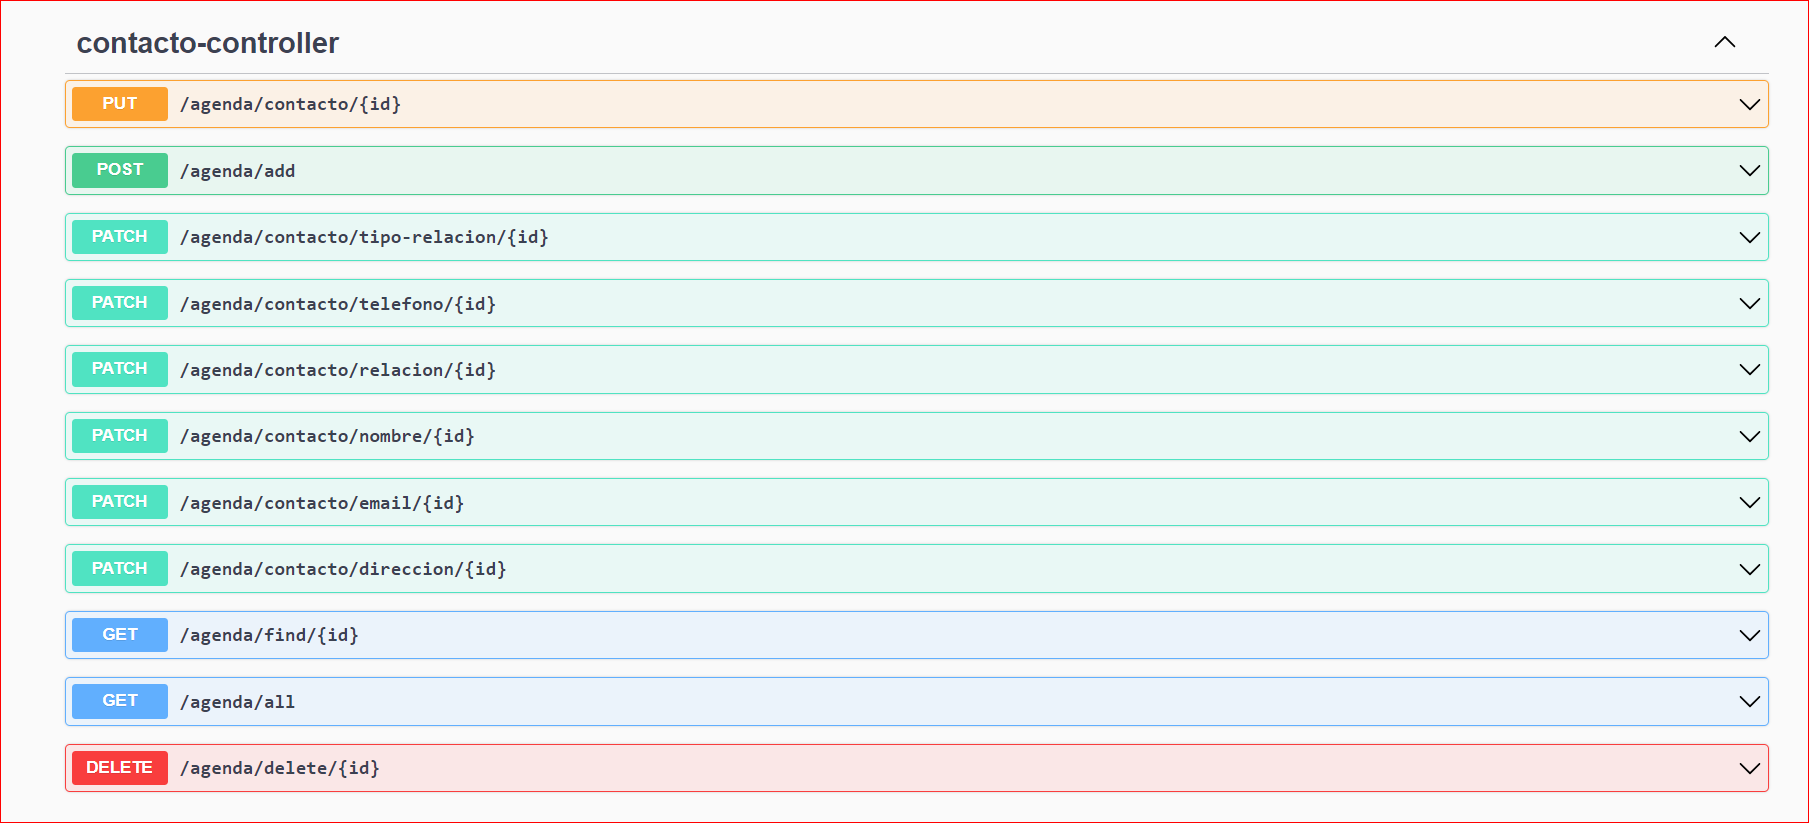 contacto-controller
PUT /agenda/contacto/{id}
POST /agenda/add
PATCH /agenda/contacto/tipo-relacion/{id}
PATCH /agenda/contacto/telefono/{id}
PATCH /agenda/contacto/relacion/{id}
PATCH /agenda/contacto/nombre/{id}
PATCH /agenda/contacto/email/{id}
PATCH /agenda/contacto/direccion/{id}
GET /agenda/find/{id}
GET /agenda/all
DELETE /agenda/delete/{id}